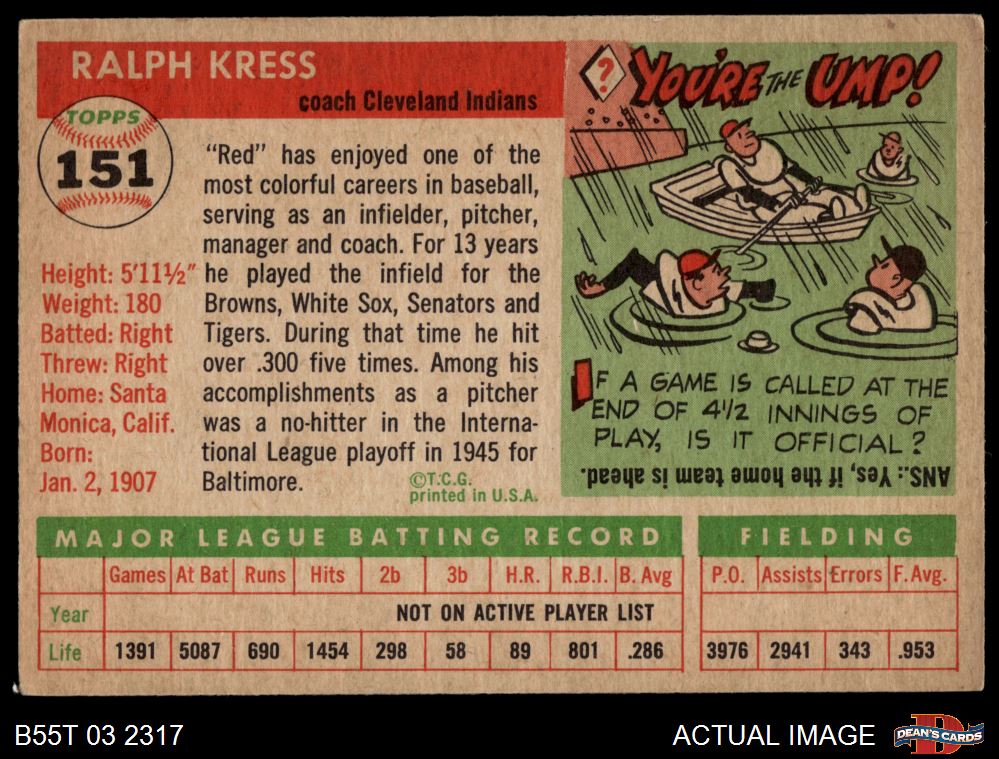 RALPH KRESS
coach Cleveland Indians
TOPPS
151
Height: 5'11½"
Weight: 180
Batted: Right
Threw: Right
Home: Santa
Monica, Calif.
Born:
Jan. 2, 1907
"Red" has enjoyed one of the
most colorful careers in baseball,
serving as an infielder, pitcher,
manager and coach. For 13 years
he played the infield for the
Browns, White Sox, Senators and
Tigers. During that time he hit
over .300 five times. Among his
accomplishments as a pitcher
was a no-hitter in the Interna-
tional League playoff in 1945 for
Baltimore.
©T.C.G.
printed in U.S.A.
? YOU'RE THE UMP!
IF A GAME IS CALLED AT THE
END OF 4½ INNINGS OF
PLAY, IS IT OFFICIAL?
ANS.: Yes, if the home team is ahead.
MAJOR LEAGUE BATTING RECORD
Games At Bat Runs Hits 2b 3b H.R. R.B.I. B. Avg
Year NOT ON ACTIVE PLAYER LIST
Life 1391 5087 690 1454 298 58 89 801 .286
FIELDING
P.O. Assists Errors F. Avg.
3976 2941 343 .953
B55T 03 2317
ACTUAL IMAGE
DEAN'S CARDS